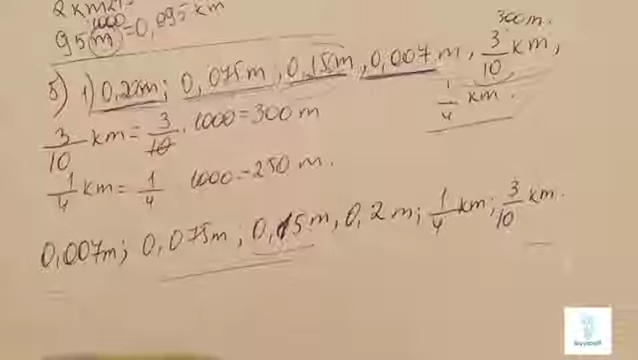 2 km
1000
95 m = 0,095 km
300 m.
5) 1) 0,2 m; 0,075 m; 0,15 m, 0,007 m, 3/10 km,
1/4 km.
3/10 km = 3/10 · 1000 = 300 m
1/4 km = 1/4 1000 = 250 m.
0,007 m; 0,075 m; 0,15 m, 0,2 m; 1/4 km; 3/10 km.